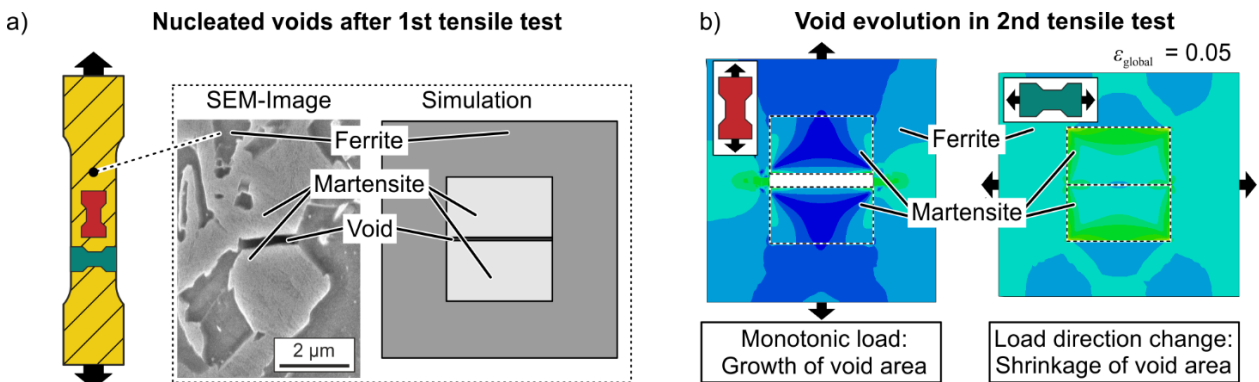 a) Nucleated voids after 1st tensile test
SEM-Image
Simulation
Ferrite
Martensite
Void
2 μm
b) Void evolution in 2nd tensile test
ε global = 0.05
Ferrite
Martensite
Monotonic load:
Growth of void area
Load direction change:
Shrinkage of void area